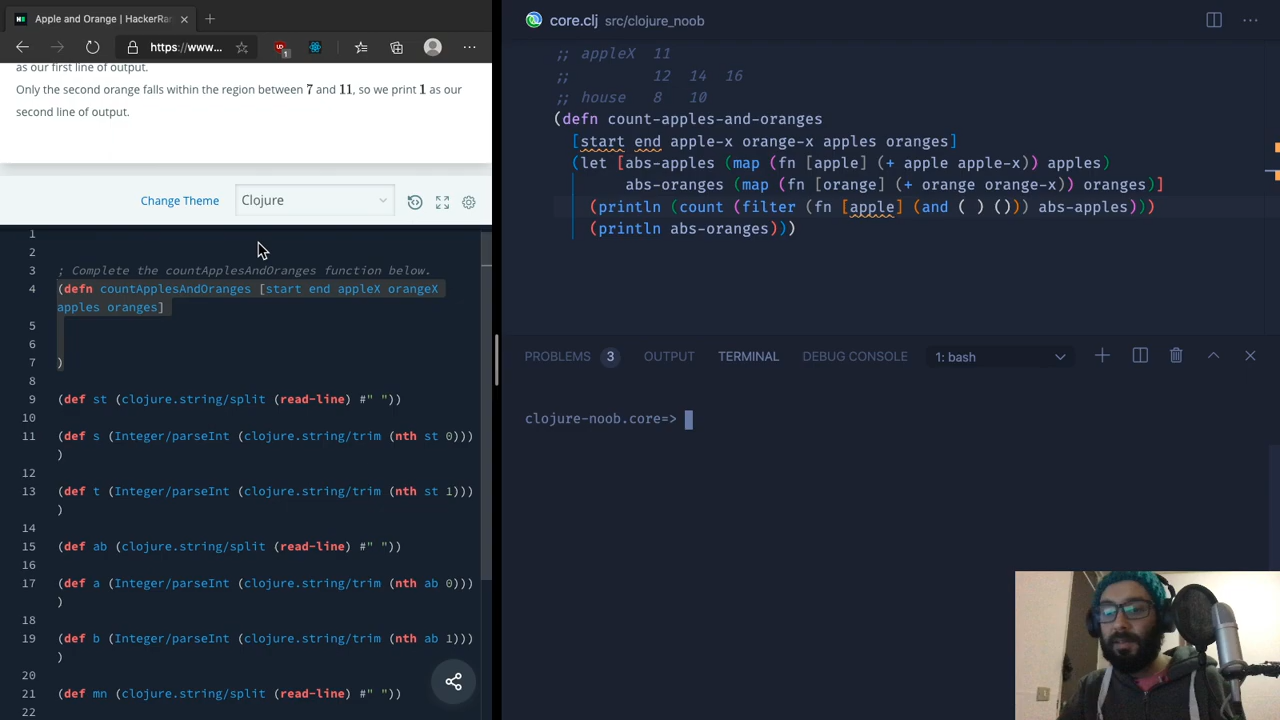 Apple and Orange | HackerRan
https://www...
1
as our first line of output.
Only the second orange falls within the region between 7 and 11, so we print 1 as our
second line of output.
Change Theme
Clojure
1
2
3 ; Complete the countApplesAndOranges function below.
4 (defn countApplesAndOranges [start end appleX orangeX
apples oranges]
5
6
7 )
8
9 (def st (clojure.string/split (read-line) #" "))
10
11 (def s (Integer/parseInt (clojure.string/trim (nth st 0)))
)
12
13 (def t (Integer/parseInt (clojure.string/trim (nth st 1)))
)
14
15 (def ab (clojure.string/split (read-line) #" "))
16
17 (def a (Integer/parseInt (clojure.string/trim (nth ab 0)))
)
18
19 (def b (Integer/parseInt (clojure.string/trim (nth ab 1)))
)
20
21 (def mn (clojure.string/split (read-line) #" "))
22
core.clj src/clojure_noob
;; appleX 11
;; 12 14 16
;; house 8 10
(defn count-apples-and-oranges
[start end apple-x orange-x apples oranges]
(let [abs-apples (map (fn [apple] (+ apple apple-x)) apples)
abs-oranges (map (fn [orange] (+ orange orange-x)) oranges)]
(println (count (filter (fn [apple] (and ( ) ())) abs-apples)))
(println abs-oranges)))
PROBLEMS 3 OUTPUT TERMINAL DEBUG CONSOLE 1: bash
clojure-noob.core=>